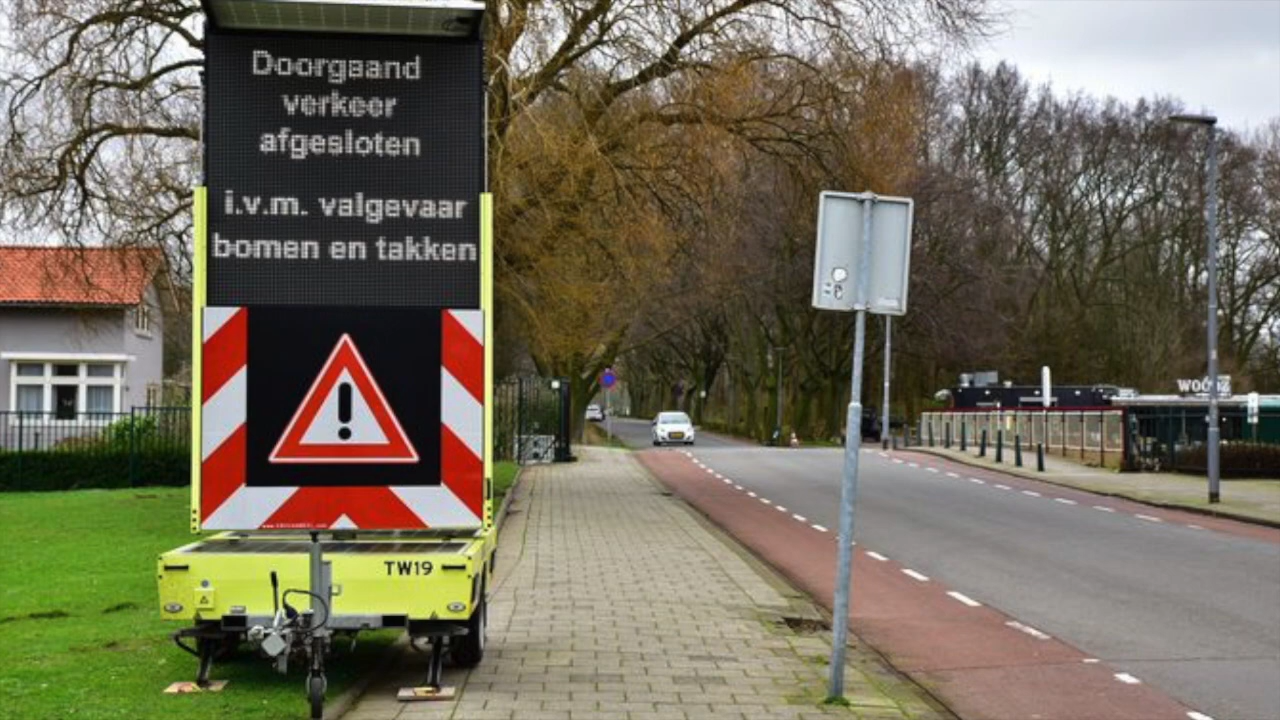 Doorgaand
verkeer
afgesloten
i.v.m. valgevaar
bomen en takken
TW19